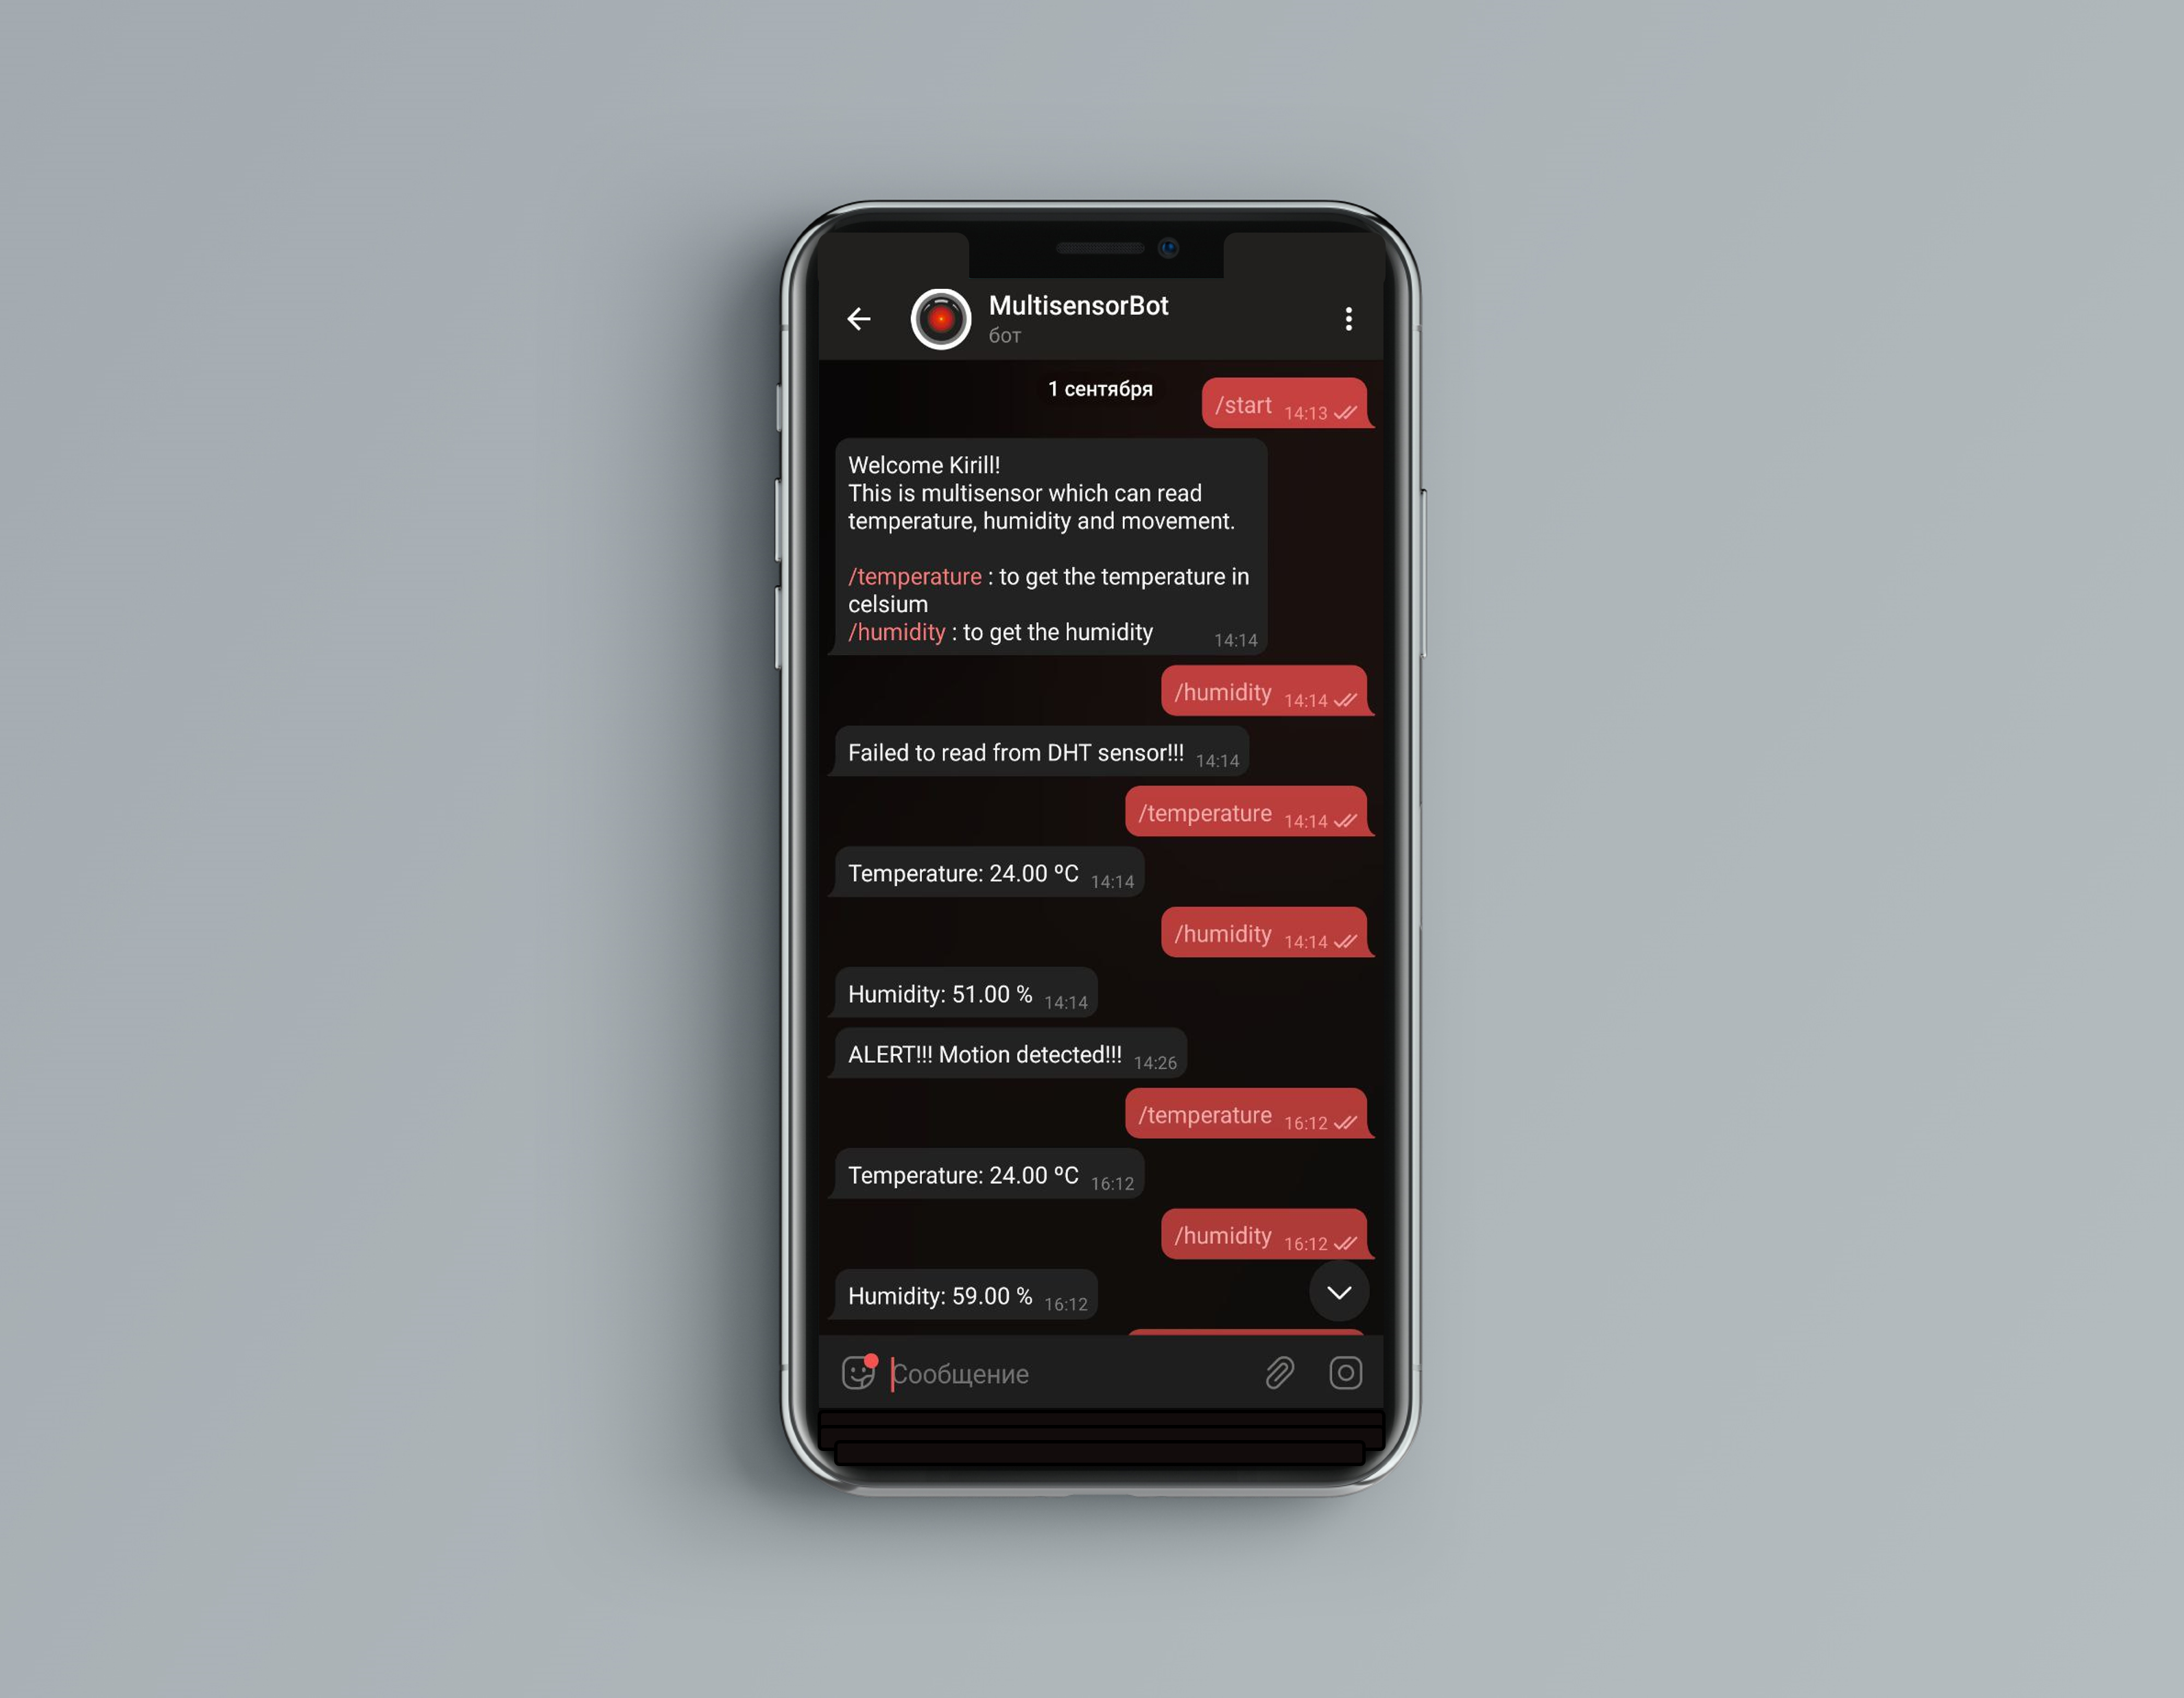 MultisensorBot
бот
1 сентября
/start 14:13
Welcome Kirill!
This is multisensor which can read
temperature, humidity and movement.
/temperature : to get the temperature in
celsium
/humidity : to get the humidity 14:14
/humidity 14:14
Failed to read from DHT sensor!!! 14:14
/temperature 14:14
Temperature: 24.00 ºC 14:14
/humidity 14:14
Humidity: 51.00 % 14:14
ALERT!!! Motion detected!!! 14:26
/temperature 16:12
Temperature: 24.00 ºC 16:12
/humidity 16:12
Humidity: 59.00 % 16:12
Сообщение